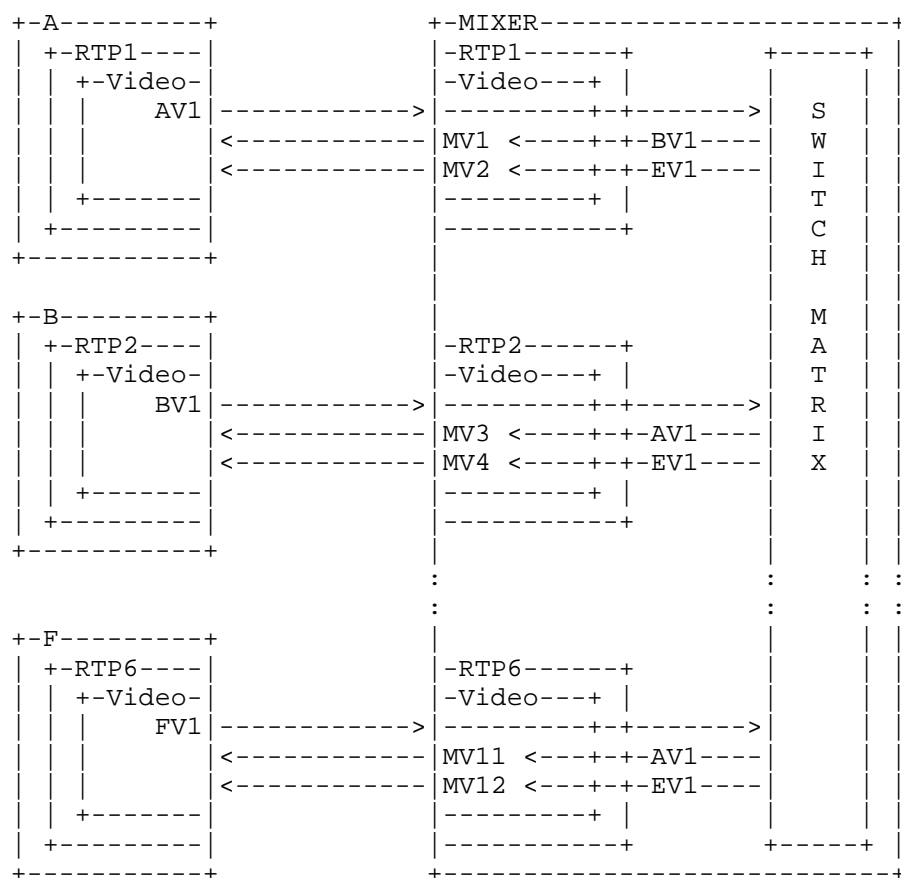 A MIXER
RTP1 RTP1
Video Video
AV1 S
MV1 BV1 W
MV2 EV1 I
T
C
H
B M
RTP2 RTP2 A
Video Video T
BV1 R
MV3 AV1 I
MV4 EV1 X
F
RTP6 RTP6
Video Video
FV1
MV11 AV1
MV12 EV1